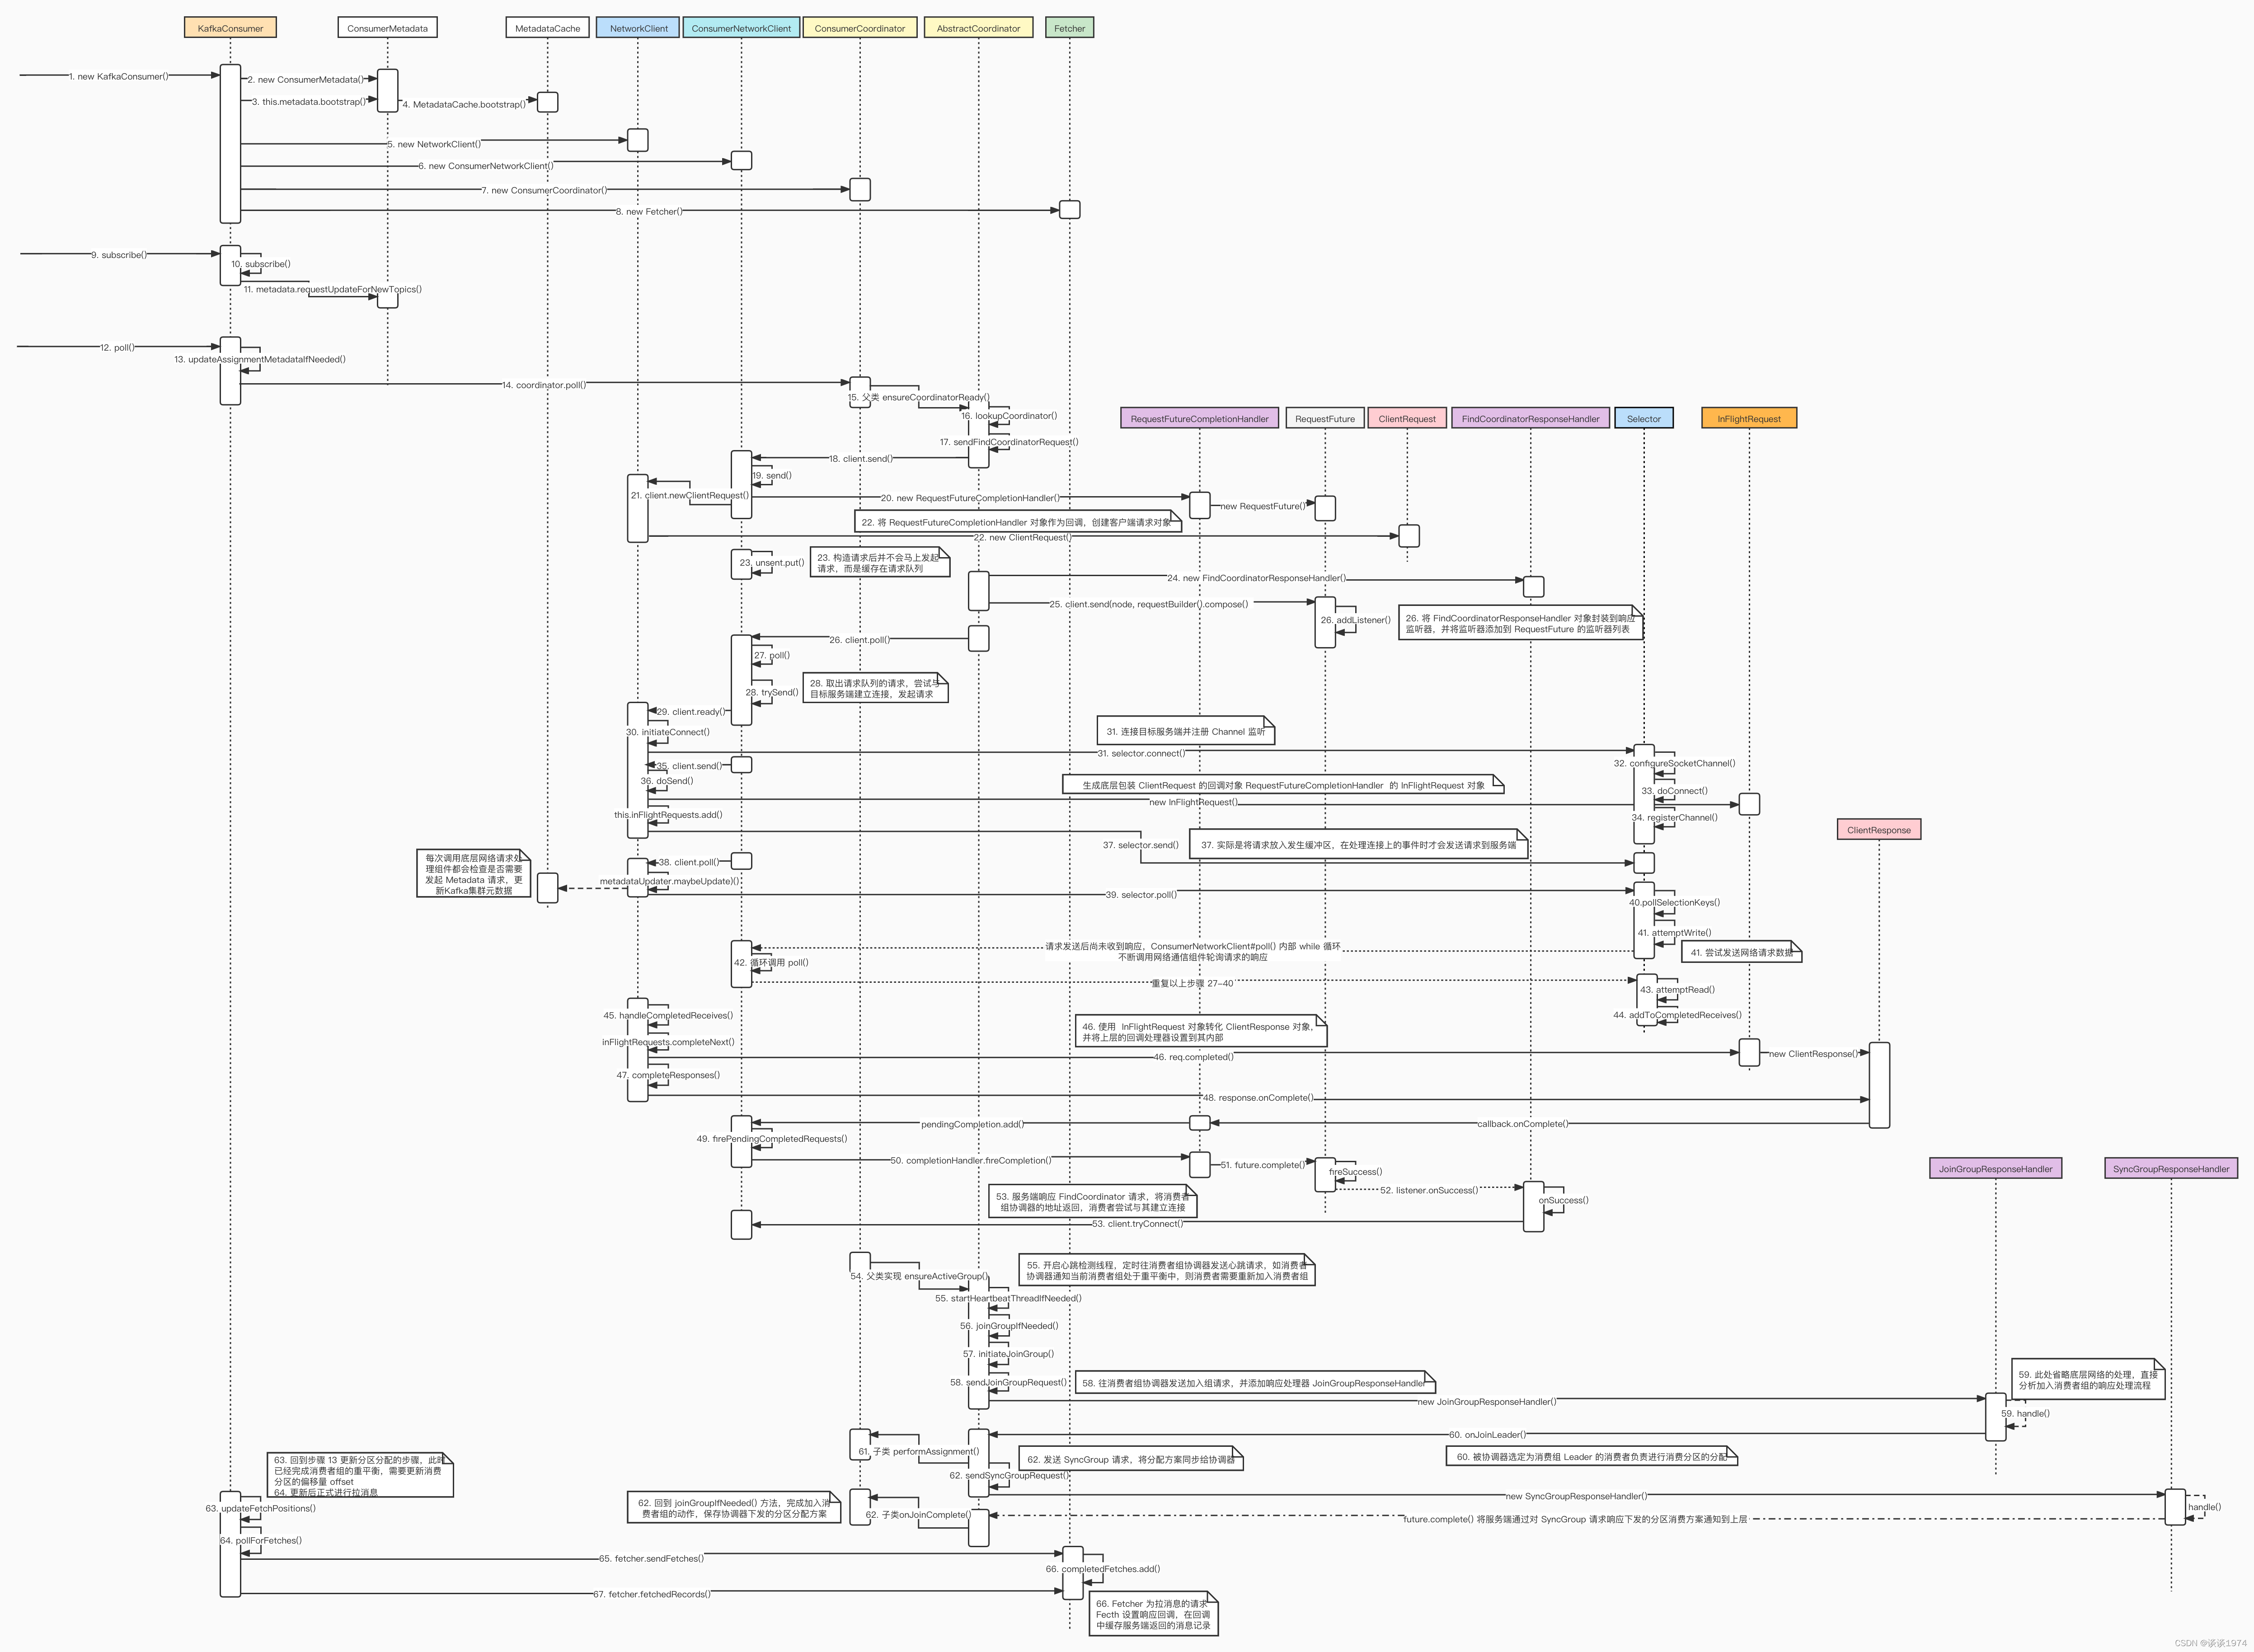 KafkaConsumer
ConsumerMetadata
MetadataCache
NetworkClient
ConsumerNetworkClient
ConsumerCoordinator
AbstractCoordinator
Fetcher
1. new KafkaConsumer()
2. new ConsumerMetadata()
3. this.metadata.bootstrap()
4. MetadataCache.bootstrap()
5. new NetworkClient()
6. new ConsumerNetworkClient()
7. new ConsumerCoordinator()
8. new Fetcher()
9. subscribe()
10. subscribe()
11. metadata.requestUpdateForNewTopics()
12. poll()
13. updateAssignmentMetadataIfNeeded()
14. coordinator.poll()
15. 父类 ensureCoordinatorReady()
16. lookupCoordinator()
RequestFutureCompletionHandler
RequestFuture
ClientRequest
FindCoordinatorResponseHandler
Selector
InFlightRequest
17. sendFindCoordinatorRequest()
18. client.send()
19. send()
21. client.newClientRequest()
20. new RequestFutureCompletionHandler()
new RequestFuture()
22. 将 RequestFutureCompletionHandler 对象作为回调，创建客户端请求对象
22. new ClientRequest()
23. unsent.put()
23. 构造请求后并不会马上发起
请求，而是缓存在请求队列
24. new FindCoordinatorResponseHandler()
25. client.send(node, requestBuilder().compose()
26. addListener()
26. 将 FindCoordinatorResponseHandler 对象封装到响应
监听器，并将监听器添加到 RequestFuture 的监听器列表
26. client.poll()
27. poll()
28. trySend()
28. 取出请求队列的请求，尝试与
目标服务端建立连接，发起请求
29. client.ready()
30. initiateConnect()
31. 连接目标服务端并注册 Channel 监听
31. selector.connect()
32. configureSocketChannel()
35. client.send()
36. doSend()
生成底层包装 ClientRequest 的回调对象 RequestFutureCompletionHandler 的 InFlightRequest 对象
33. doConnect()
new InFlightRequest()
this.inFlightRequests.add()
34. registerChannel()
ClientResponse
37. selector.send()
37. 实际是将请求放入发生缓冲区，在处理连接上的事件时才会发送请求到服务端
每次调用底层网络请求处
理组件都会检查是否需要
发起 Metadata 请求，更
新Kafka集群元数据
38. client.poll()
metadataUpdater.maybeUpdate)()
39. selector.poll()
40.pollSelectionKeys()
41. attemptWrite()
41. 尝试发送网络请求数据
请求发送后尚未收到响应，ConsumerNetworkClient#poll() 内部 while 循环
不断调用网络通信组件轮询请求的响应
42. 循环调用 poll()
重复以上步骤 27-40
43. attemptRead()
44. addToCompletedReceives()
45. handleCompletedReceives()
46. 使用 InFlightRequest 对象转化 ClientResponse 对象，
并将上层的回调处理器设置到其内部
inFlightRequests.completeNext()
46. req.completed()
new ClientResponse()
47. completeResponses()
48. response.onComplete()
pendingCompletion.add()
callback.onComplete()
49. firePendingCompletedRequests()
50. completionHandler.fireCompletion()
51. future.complete()
fireSuccess()
JoinGroupResponseHandler
SyncGroupResponseHandler
52. listener.onSuccess()
onSuccess()
53. 服务端响应 FindCoordinator 请求，将消费者
组协调器的地址返回，消费者尝试与其建立连接
53. client.tryConnect()
54. 父类实现 ensureActiveGroup()
55. 开启心跳检测线程，定时往消费者组协调器发送心跳请求，如消费者
协调器通知当前消费者组处于重平衡中，则消费者需要重新加入消费者组
55. startHeartbeatThreadIfNeeded()
56. joinGroupIfNeeded()
57. initiateJoinGroup()
58. sendJoinGroupRequest()
58. 往消费者组协调器发送加入组请求，并添加响应处理器 JoinGroupResponseHandler
59. 此处省略底层网络的处理，直接
分析加入消费者组的响应处理流程
new JoinGroupResponseHandler()
59. handle()
60. onJoinLeader()
61. 子类 performAssignment()
62. 发送 SyncGroup 请求，将分配方案同步给协调器
60. 被协调器选定为消费组 Leader 的消费者负责进行消费分区的分配
62. sendSyncGroupRequest()
63. 回到步骤 13 更新分区分配的步骤，此时
已经完成消费者组的重平衡，需要更新消费
分区的偏移量 offset
64. 更新后正式进行拉消息
new SyncGroupResponseHandler()
63. updateFetchPositions()
62. 回到 joinGroupIfNeeded() 方法，完成加入消
费者组的动作，保存协调器下发的分区分配方案
62. 子类onJoinComplete()
handle()
future.complete() 将服务端通过对 SyncGroup 请求响应下发的分区消费方案通知到上层
64. pollForFetches()
65. fetcher.sendFetches()
66. completedFetches.add()
67. fetcher.fetchedRecords()
66. Fetcher 为拉消息的请求
Fecth 设置响应回调，在回调
中缓存服务端返回的消息记录
CSDN @谈谈1974